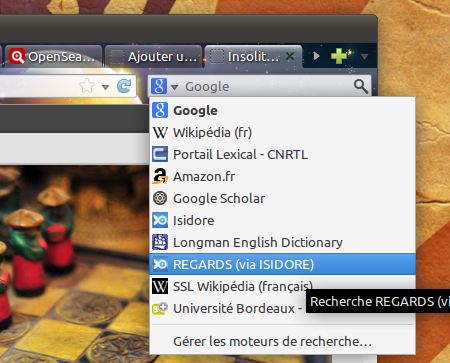 OpenSea...
Ajouter u...
Insolit...
Google
Google
Wikipédia (fr)
Portail Lexical - CNRTL
Amazon.fr
Google Scholar
Isidore
Longman English Dictionary
REGARDS (via ISIDORE)
SSL Wikipédia (français)
Université Bordeaux -
Recherche REGARDS (vi
Gérer les moteurs de recherche...